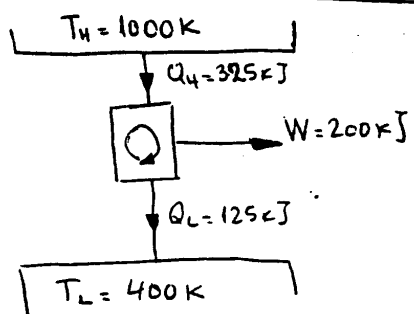 T_H = 1000 K
Q_H = 325 kJ
W = 200 kJ
Q_L = 125 kJ
T_L = 400 K